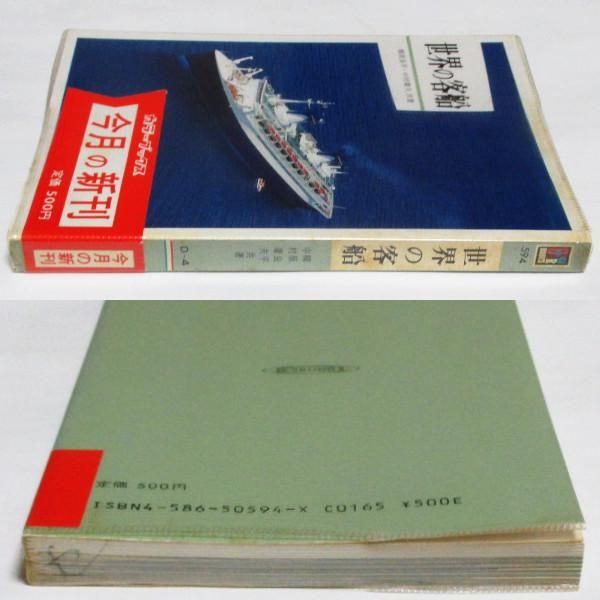 世界の客船
カラーブックス
今月の新刊
定価 500円
594
世界の客船
D-4
今月の新刊
定価 500円
ISBN4-586-50594-X C0165 ¥500E